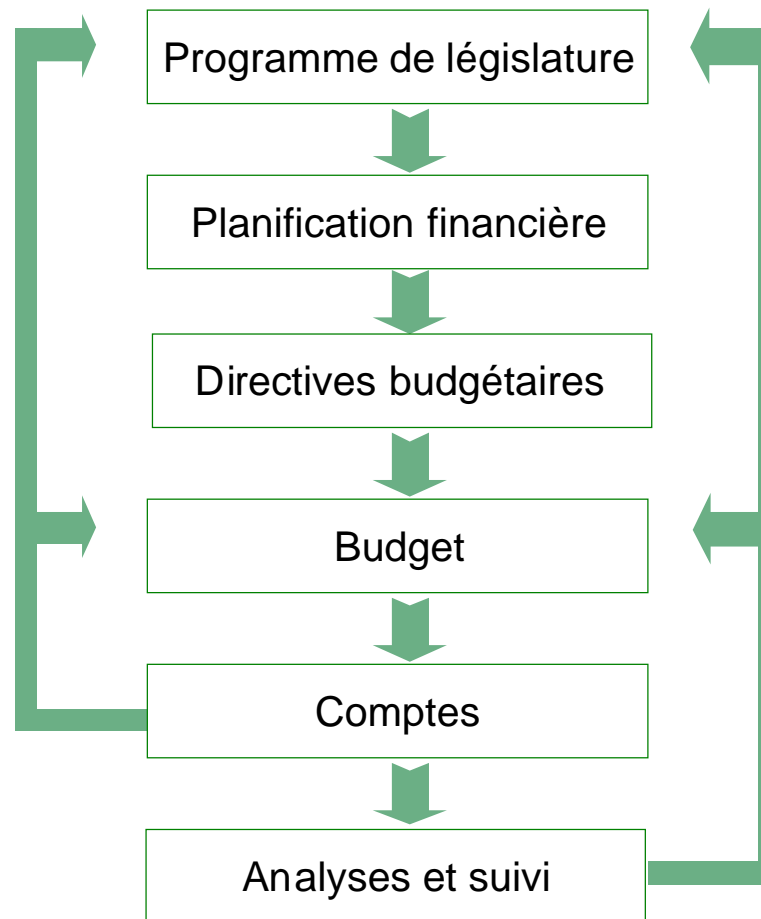 Programme de législature
Planification financière
Directives budgétaires
Budget
Comptes
Analyses et suivi